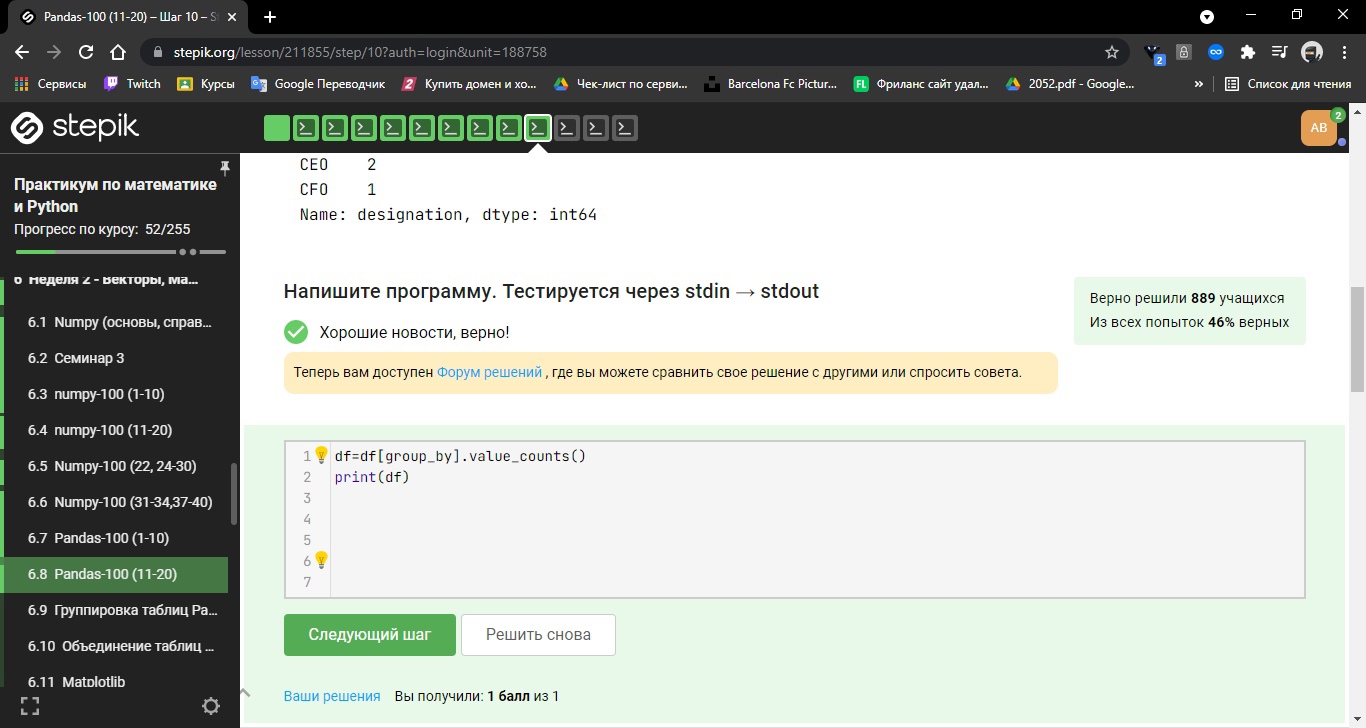 Pandas-100 (11-20) – Шаг 10 – S
stepik.org/lesson/211855/step/10?auth=login&unit=188758
2
Сервисы Twitch Курсы Google Переводчик Купить домен и хо... Чек-лист по серви... Barcelona Fc Pictur... FL Фриланс сайт удал... 2052.pdf - Google... » Список для чтения
stepik
АВ 2
Практикум по математике
и Python
Прогресс по курсу: 52/255
6 Неделя 2 - Векторы, Ма...
6.1 Numpy (основы, справ...
6.2 Семинар 3
6.3 numpy-100 (1-10)
6.4 numpy-100 (11-20)
6.5 Numpy-100 (22, 24-30)
6.6 Numpy-100 (31-34,37-40)
6.7 Pandas-100 (1-10)
6.8 Pandas-100 (11-20)
6.9 Группировка таблиц Pa...
6.10 Объединение таблиц ...
6.11 Matplotlib
CEO 2
CFO 1
Name: designation, dtype: int64
Напишите программу. Тестируется через stdin → stdout
Хорошие новости, верно!
Верно решили 889 учащихся
Из всех попыток 46% верных
Теперь вам доступен Форум решений , где вы можете сравнить свое решение с другими или спросить совета.
1 df=df[group_by].value_counts()
2 print(df)
3
4
5
6
7
Следующий шаг Решить снова
Ваши решения Вы получили: 1 балл из 1